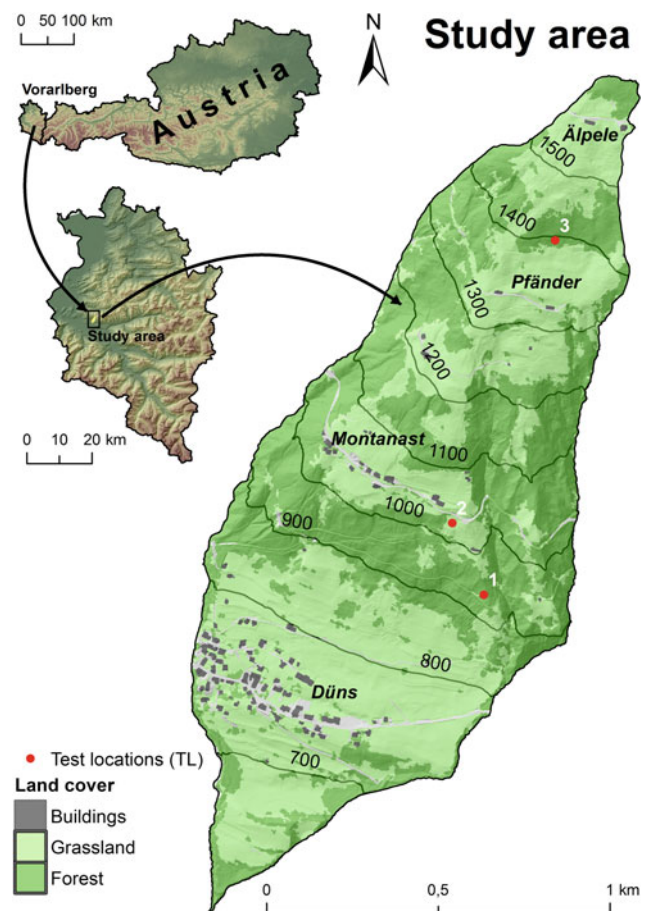 0 50 100 km
N
Study area
Vorarlberg
Austria
Älpele
1500
1400
3
Pfänder
1300
1200
Study area
0 10 20 km
Montanast
1100
1000
2
900
1
800
Düns
700
Test locations (TL)
Land cover
Buildings
Grassland
Forest
0 0,5 1 km